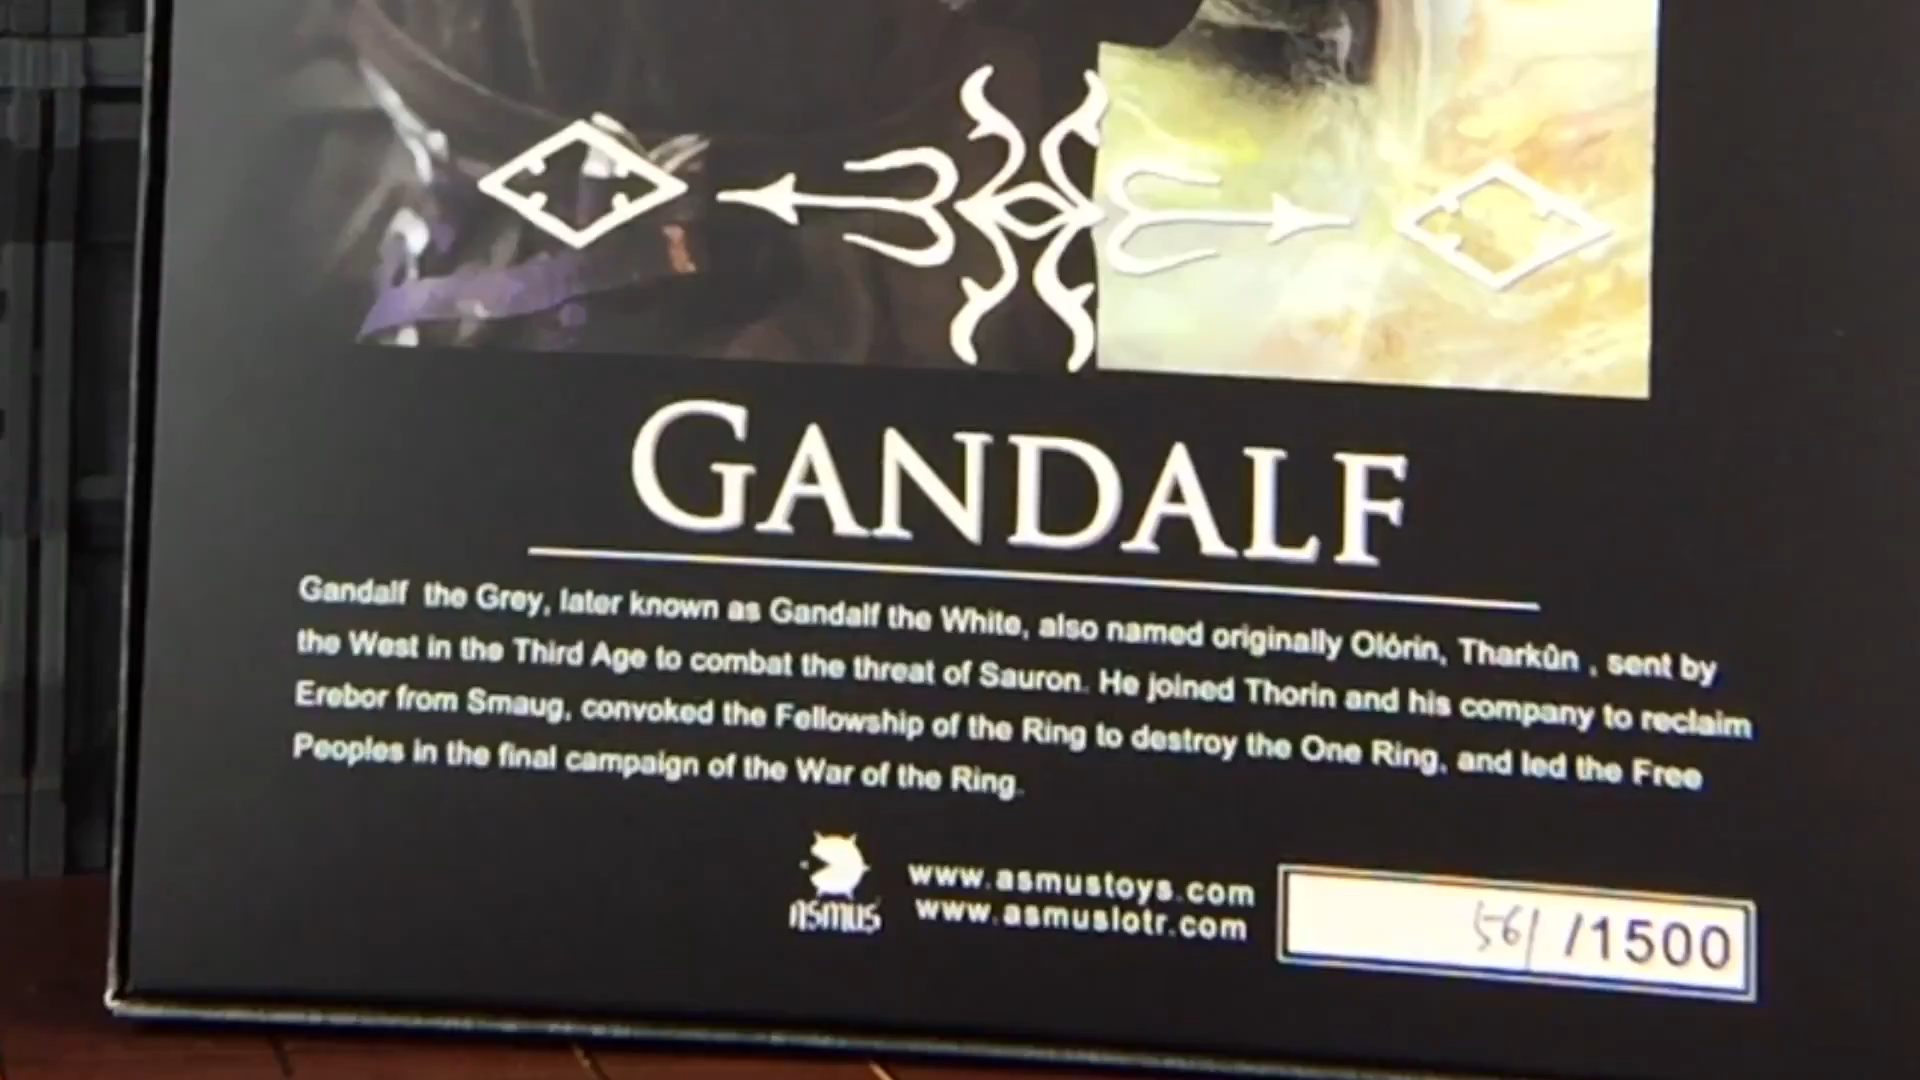 GANDALF
Gandalf the Grey, later known as Gandalf the White, also named originally Olórin, Tharkûn , sent by
the West in the Third Age to combat the threat of Sauron. He joined Thorin and his company to reclaim
Erebor from Smaug, convoked the Fellowship of the Ring to destroy the One Ring, and led the Free
Peoples in the final campaign of the War of the Ring.
asmus
www.asmustoys.com
www.asmuslotr.com
561 /1500